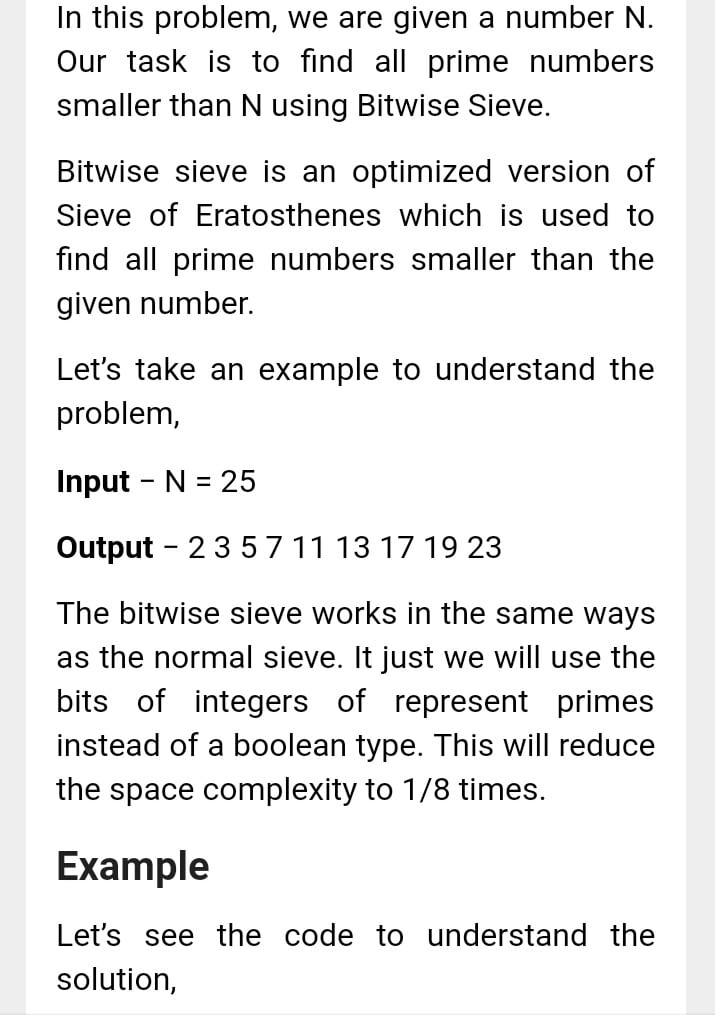 In this problem, we are given a number N.
Our task is to find all prime numbers
smaller than N using Bitwise Sieve.
Bitwise sieve is an optimized version of
Sieve of Eratosthenes which is used to
find all prime numbers smaller than the
given number.
Let’s take an example to understand the
problem,
Input − N = 25
Output − 2 3 5 7 11 13 17 19 23
The bitwise sieve works in the same ways
as the normal sieve. It just we will use the
bits of integers of represent primes
instead of a boolean type. This will reduce
the space complexity to 1/8 times.
Example
Let’s see the code to understand the
solution,